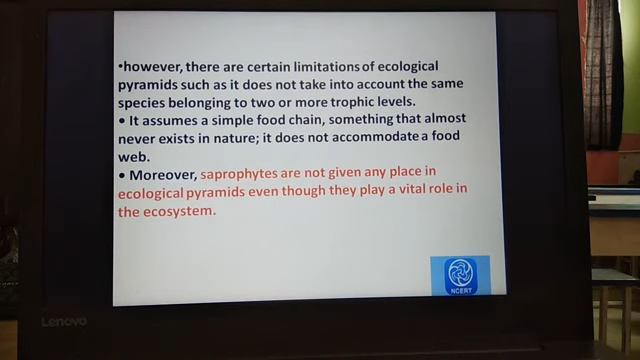 •however, there are certain limitations of ecological
pyramids such as it does not take into account the same
species belonging to two or more trophic levels.
• It assumes a simple food chain, something that almost
never exists in nature; it does not accommodate a food
web.
• Moreover, saprophytes are not given any place in
ecological pyramids even though they play a vital role in
the ecosystem.
NCERT
Lenovo